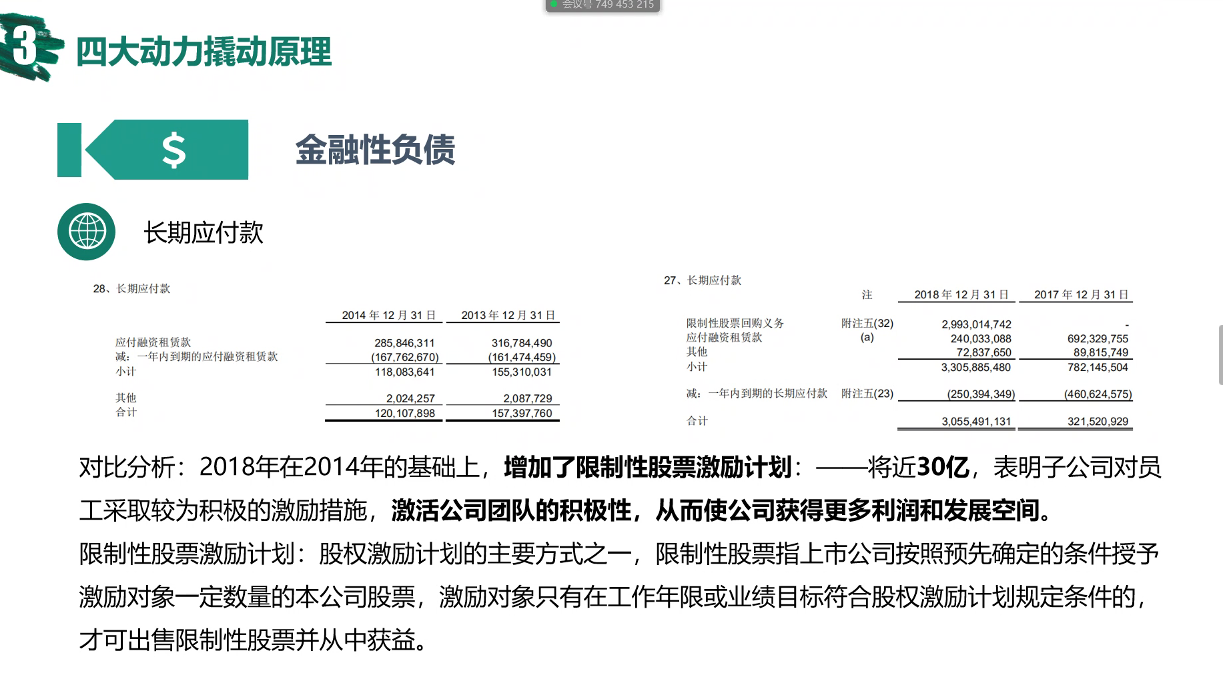 会议号 749 453 215
3
四大动力撬动原理
$
金融性负债
长期应付款
28、长期应付款
2014 年 12 月 31 日 2013 年 12 月 31 日
应付融资租赁款 285,846,311 316,784,490
减：一年内到期的应付融资租赁款 (167,762,670) (161,474,459)
小计 118,083,641 155,310,031
其他 2,024,257 2,087,729
合计 120,107,898 157,397,760
27、长期应付款
注 2018 年 12 月 31 日 2017 年 12 月 31 日
限制性股票回购义务 附注五(32) 2,993,014,742 -
应付融资租赁款 (a) 240,033,088 692,329,755
其他 72,837,650 89,815,749
小计 3,305,885,480 782,145,504
减：一年内到期的长期应付款 附注五(23) (250,394,349) (460,624,575)
合计 3,055,491,131 321,520,929
对比分析：2018年在2014年的基础上，增加了限制性股票激励计划：——将近30亿，表明子公司对员
工采取较为积极的激励措施，激活公司团队的积极性，从而使公司获得更多利润和发展空间。
限制性股票激励计划：股权激励计划的主要方式之一，限制性股票指上市公司按照预先确定的条件授予
激励对象一定数量的本公司股票，激励对象只有在工作年限或业绩目标符合股权激励计划规定条件的，
才可出售限制性股票并从中获益。